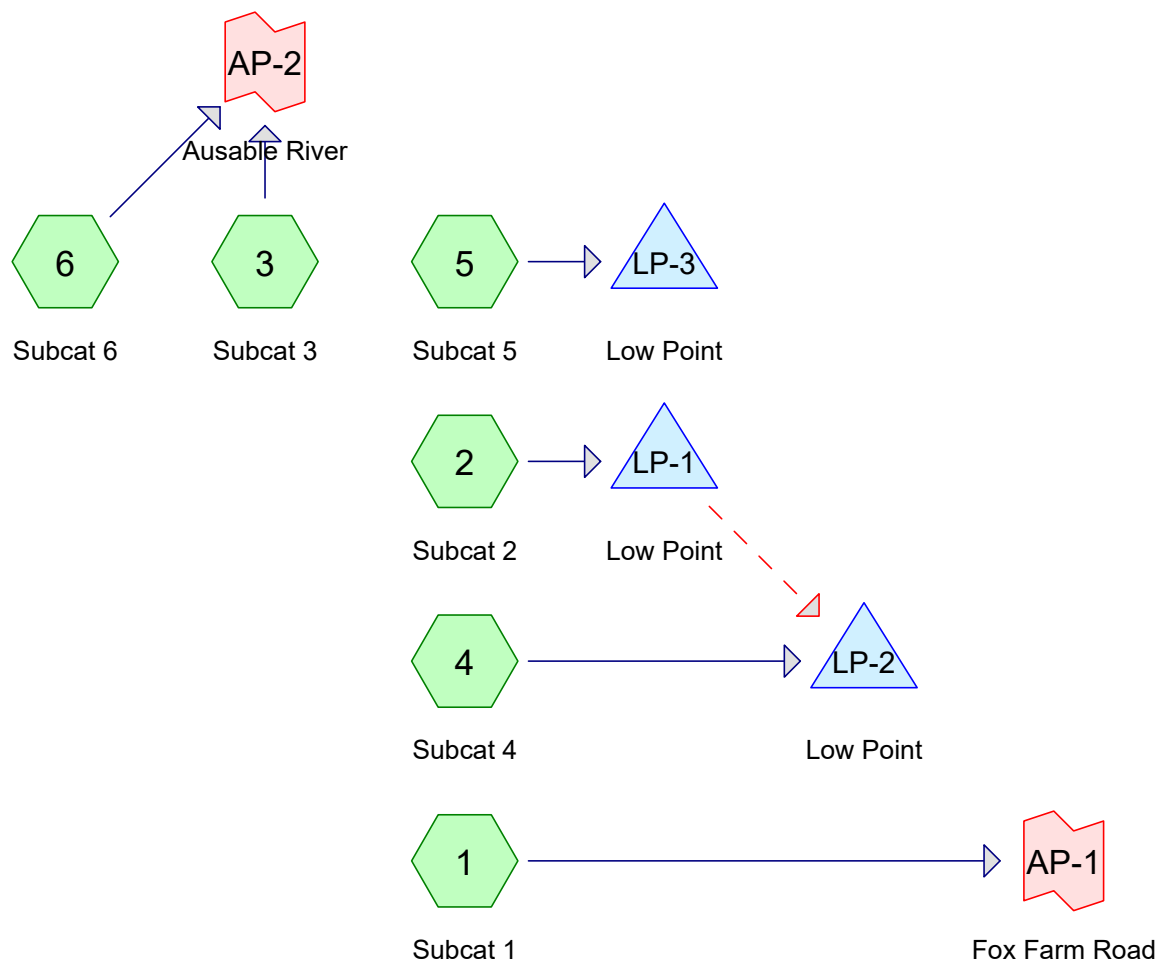 AP-2
Ausable River
6
3
5
LP-3
Subcat 6
Subcat 3
Subcat 5
Low Point
2
LP-1
Subcat 2
Low Point
4
LP-2
Subcat 4
Low Point
1
AP-1
Subcat 1
Fox Farm Road